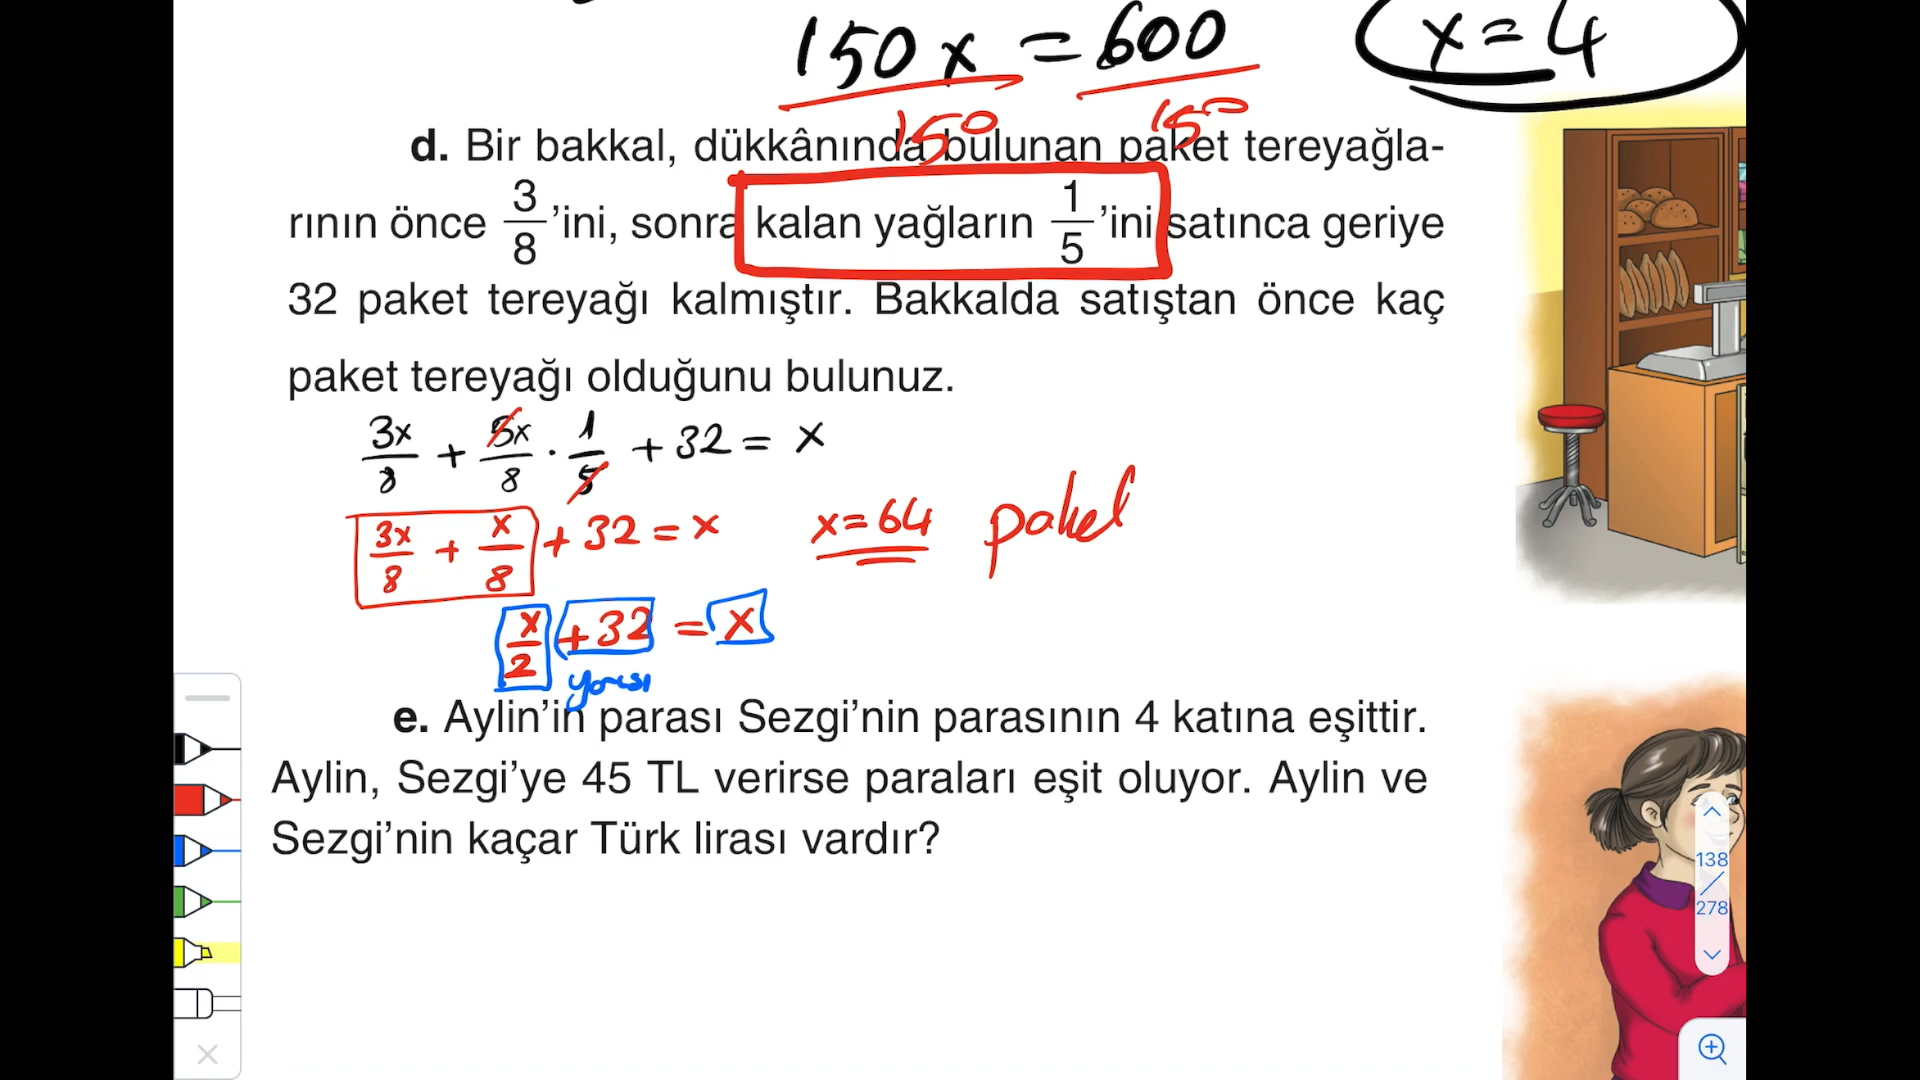 150 x = 600 x = 4
150 150
d. Bir bakkal, dükkânında bulunan paket tereyağla-
rının önce 3/8 'ini, sonra kalan yağların 1/5 'ini satınca geriye
32 paket tereyağı kalmıştır. Bakkalda satıştan önce kaç
paket tereyağı olduğunu bulunuz.
3x/8 + 5x/8 · 1/5 + 32 = x
3x/8 + x/8 + 32 = x x = 64 paket
x/2 + 32 = x
yarısı
e. Aylin'in parası Sezgi'nin parasının 4 katına eşittir.
Aylin, Sezgi'ye 45 TL verirse paraları eşit oluyor. Aylin ve
Sezgi'nin kaçar Türk lirası vardır?
138
278